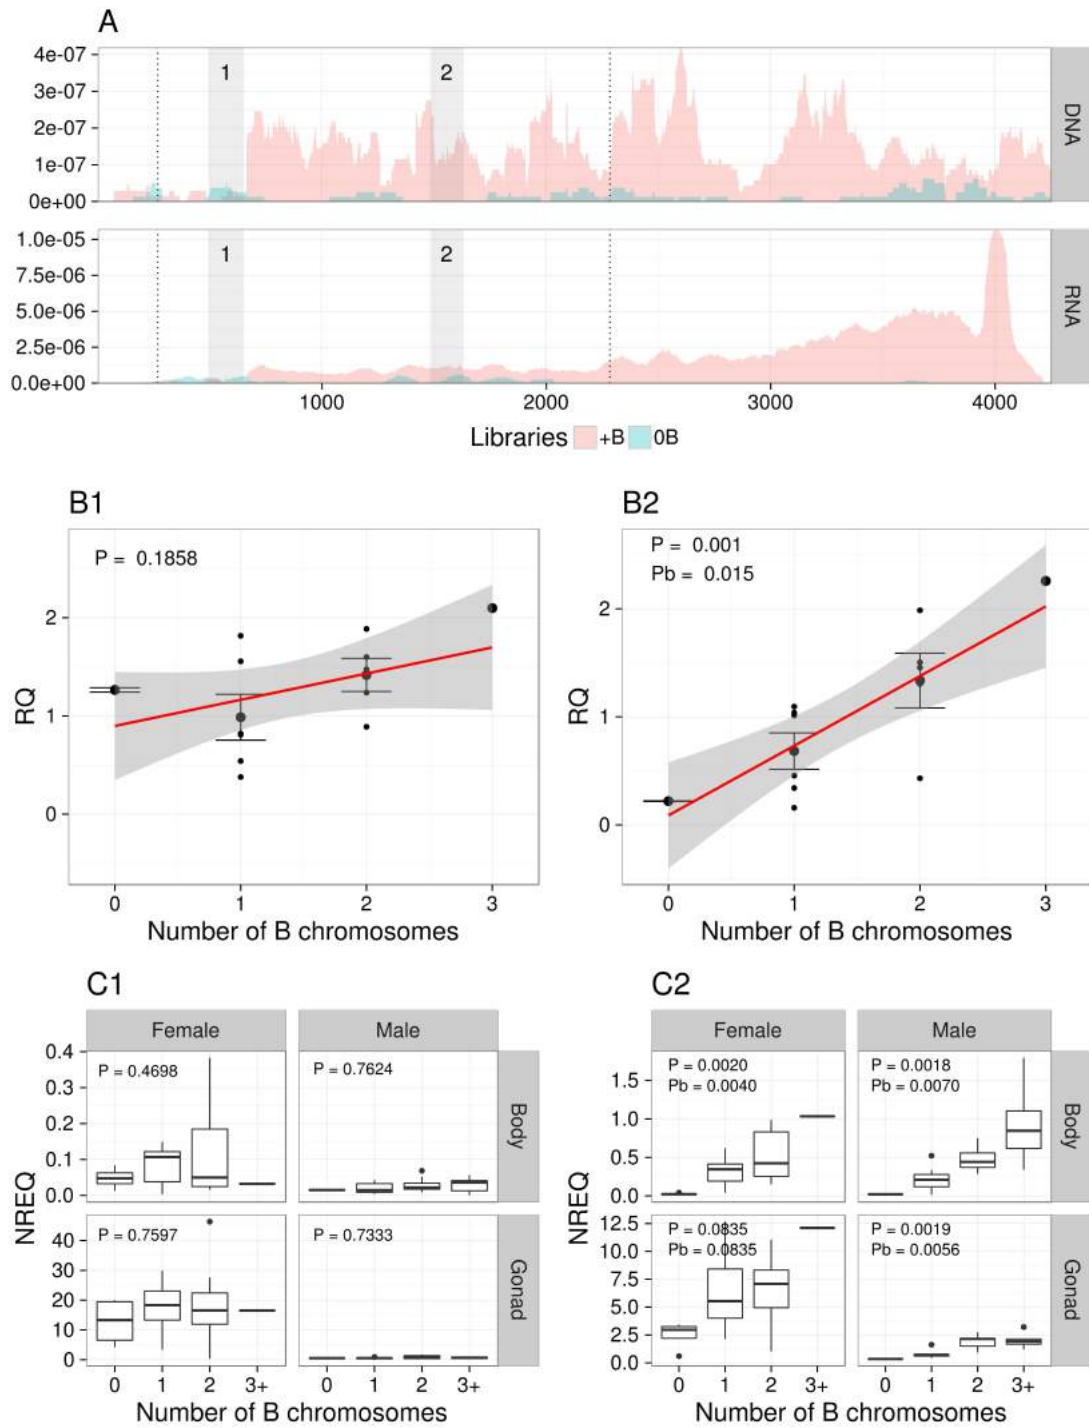 A
4e-07
3e-07
2e-07
1e-07
0e+00
1
2
DNA
1.0e-05
7.5e-06
5.0e-06
2.5e-06
0.0e+00
1
2
RNA
1000 2000 3000 4000
Libraries +B 0B
B1
P = 0.1858
2
1
0
RQ
0 1 2 3
Number of B chromosomes
B2
P = 0.001
Pb = 0.015
2
1
0
RQ
0 1 2 3
Number of B chromosomes
C1
Female Male
0.4
0.3
0.2
0.1
0.0
P = 0.4698
P = 0.7624
Body
NREQ
40
30
20
10
0
P = 0.7597
P = 0.7333
Gonad
0 1 2 3+ 0 1 2 3+
Number of B chromosomes
C2
Female Male
1.5
1.0
0.5
0.0
P = 0.0020
Pb = 0.0040
P = 0.0018
Pb = 0.0070
Body
NREQ
12.5
10.0
7.5
5.0
2.5
0.0
P = 0.0835
Pb = 0.0835
P = 0.0019
Pb = 0.0056
Gonad
0 1 2 3+ 0 1 2 3+
Number of B chromosomes